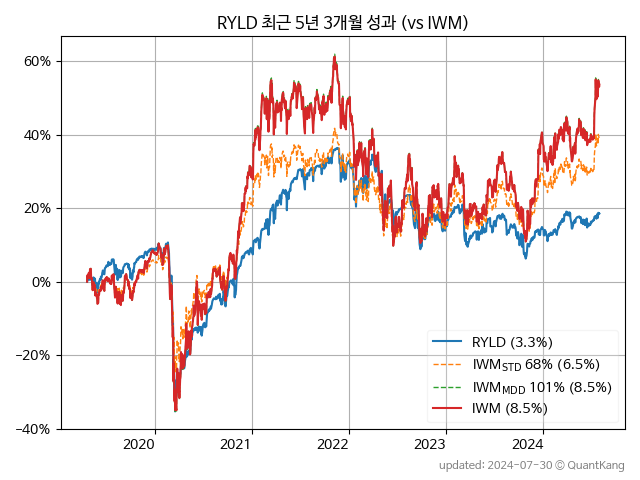 RYLD 최근 5년 3개월 성과 (vs IWM)
60%
40%
20%
0%
−20%
−40%
RYLD (3.3%)
IWM_STD 68% (6.5%)
IWM_MDD 101% (8.5%)
IWM (8.5%)
2020
2021
2022
2023
2024
updated: 2024-07-30 © QuantKang